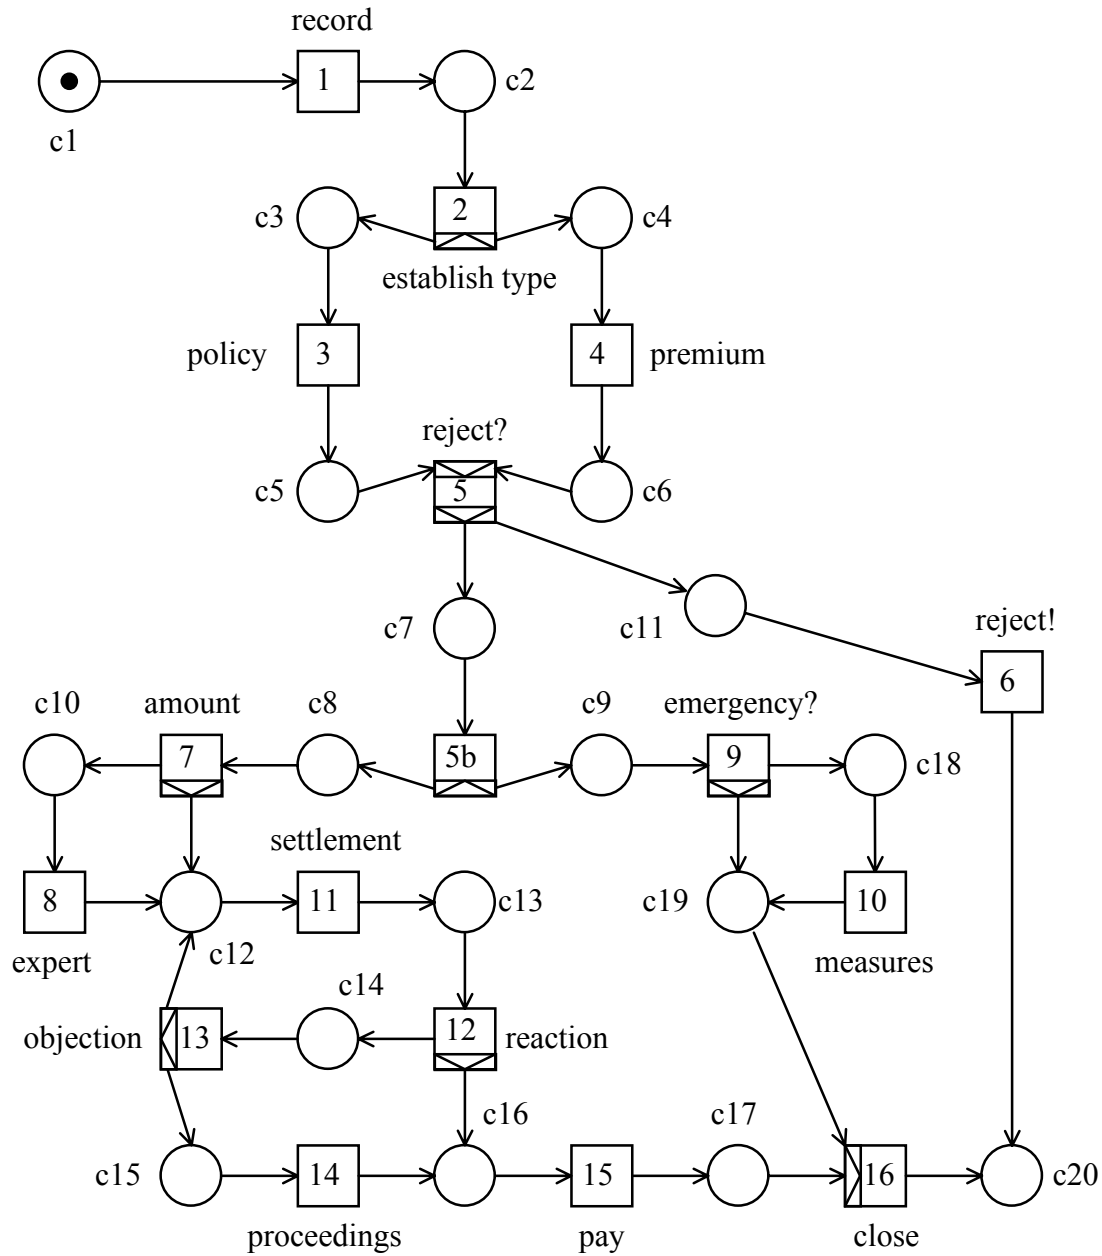 record
1
c2
c1
c3
2
c4
establish type
policy
3
4
premium
reject?
c5
5
c6
c7
c11
reject!
6
c10
amount
c8
c9
emergency?
7
5b
9
c18
settlement
8
11
c13
c19
10
expert
c12
measures
c14
objection
13
12
reaction
c16
c17
c15
14
15
16
c20
proceedings
pay
close